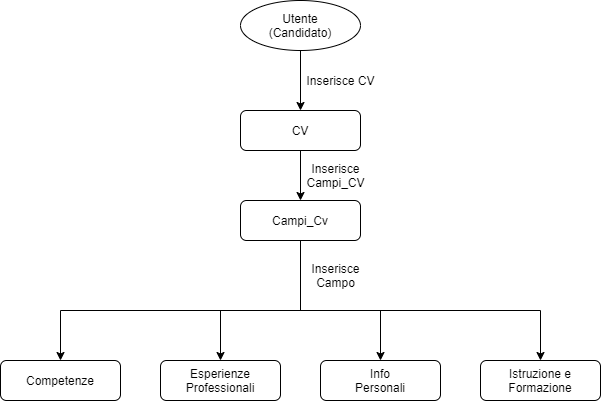 Utente
(Candidato)
Inserisce CV
CV
Inserisce
Campi_CV
Campi_Cv
Inserisce
Campo
Competenze
Esperienze
Professionali
Info
Personali
Istruzione e
Formazione